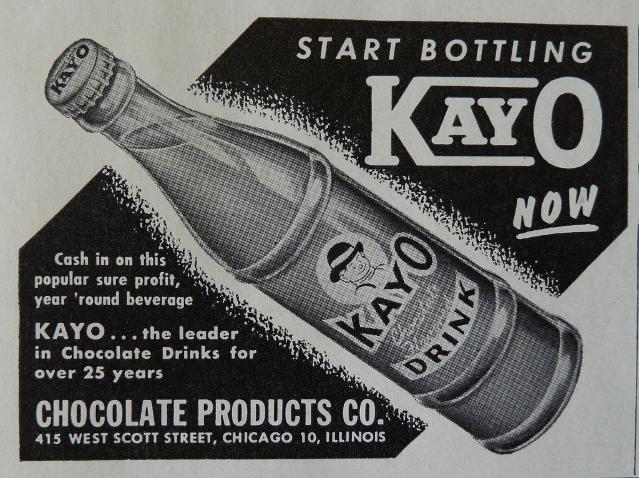 START BOTTLING
KAYO
NOW
KAYO
KAYO
DRINK
Cash in on this
popular sure profit,
year 'round beverage
KAYO...the leader
in Chocolate Drinks for
over 25 years
CHOCOLATE PRODUCTS CO.
415 WEST SCOTT STREET, CHICAGO 10, ILLINOIS